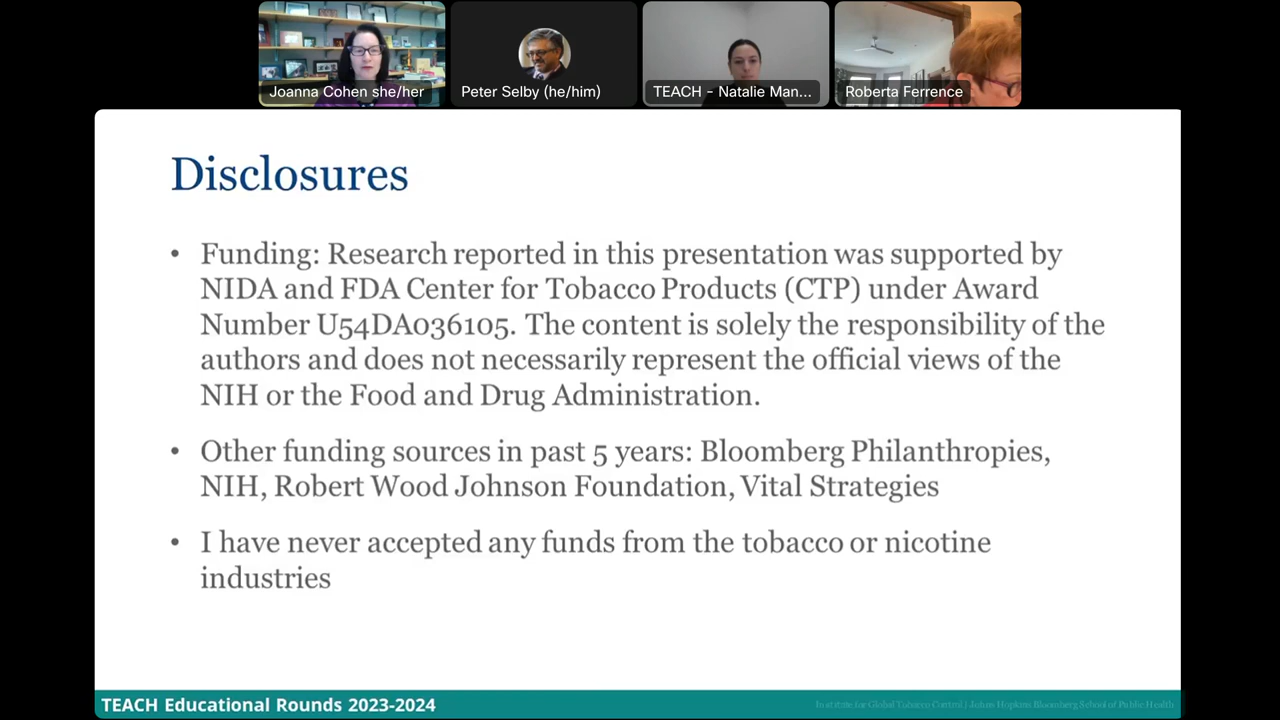 Joanna Cohen she/her
Peter Selby (he/him)
TEACH - Natalie Man...
Roberta Ferrence
Disclosures
• Funding: Research reported in this presentation was supported by
NIDA and FDA Center for Tobacco Products (CTP) under Award
Number U54DA036105. The content is solely the responsibility of the
authors and does not necessarily represent the official views of the
NIH or the Food and Drug Administration.
• Other funding sources in past 5 years: Bloomberg Philanthropies,
NIH, Robert Wood Johnson Foundation, Vital Strategies
• I have never accepted any funds from the tobacco or nicotine
industries
TEACH Educational Rounds 2023-2024
Institute for Global Tobacco Control | Johns Hopkins Bloomberg School of Public Health